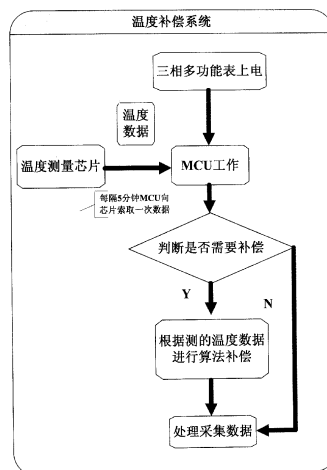 温度补偿系统
三相多功能表上电
温度
数据
温度测量芯片
MCU工作
每隔5分钟MCU向
芯片索取一次数据
判断是否需要补偿
Y
N
根据测的温度数据
进行算法补偿
处理采集数据